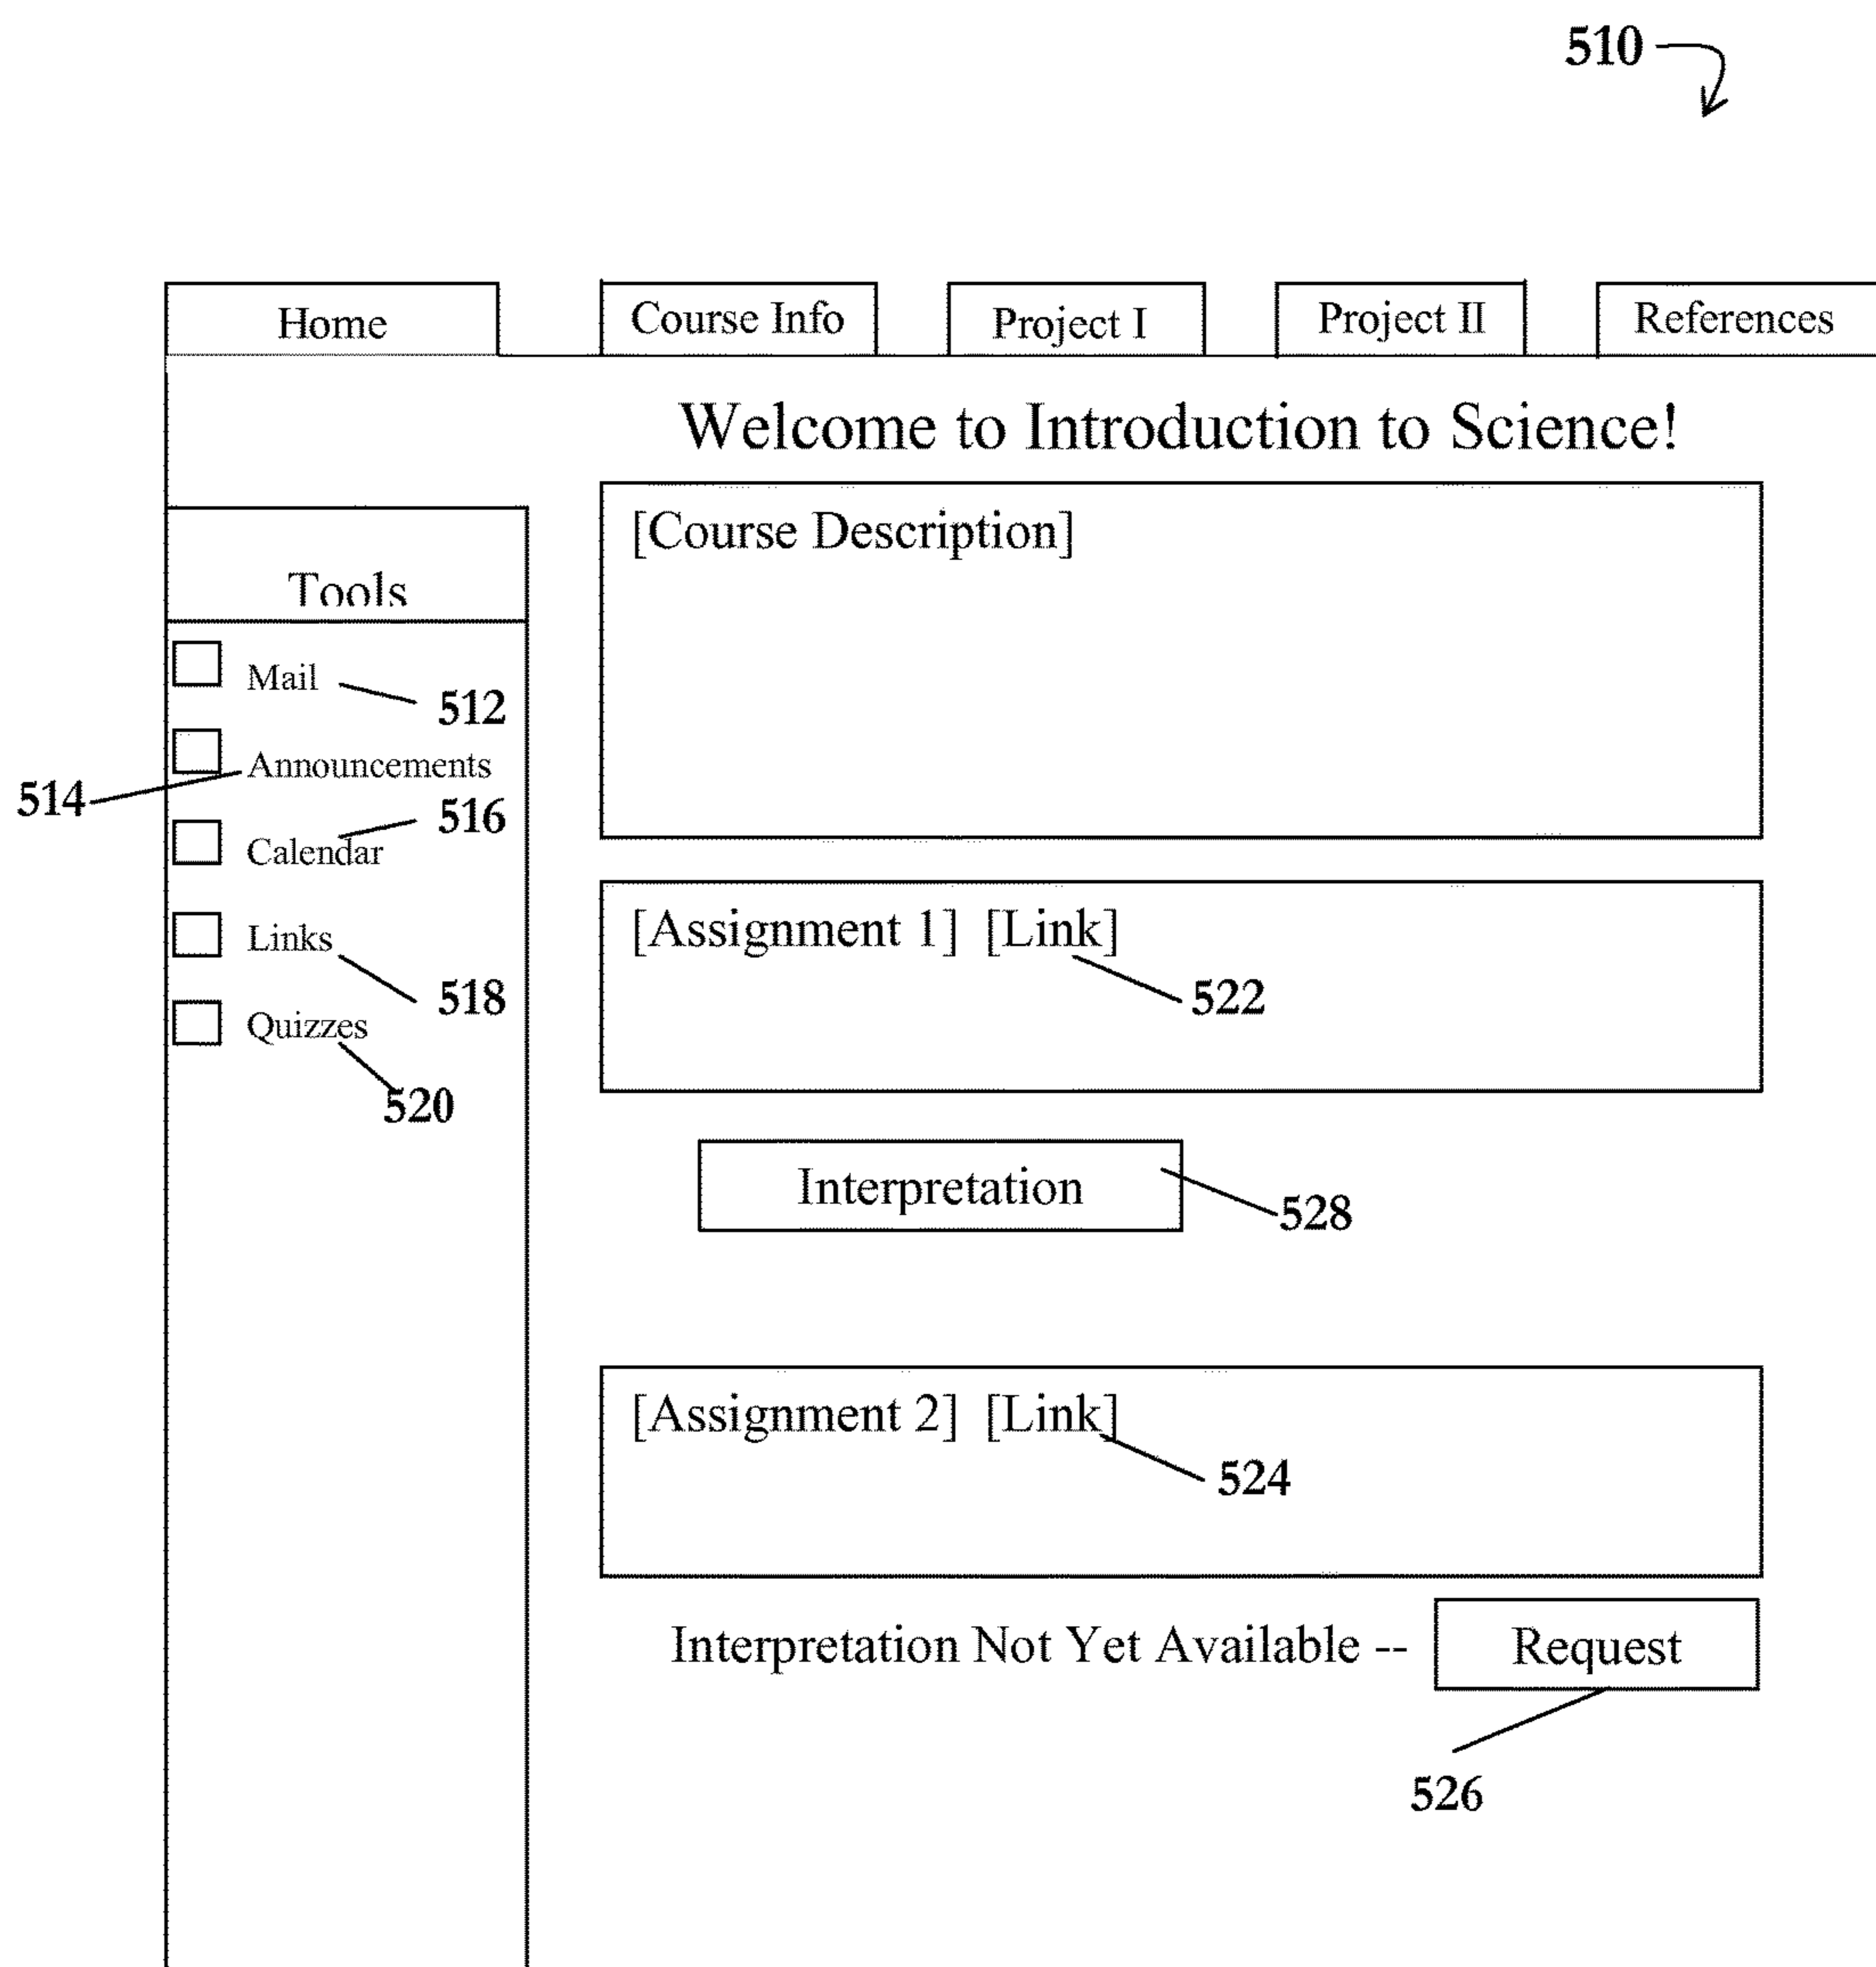 510
Home Course Info Project I Project II References
Welcome to Introduction to Science!
[Course Description]
Tools
Mail
512
Announcements
514
516
Calendar
Links
518
Quizzes
520
[Assignment 1] [Link]
522
Interpretation
528
[Assignment 2] [Link]
524
Interpretation Not Yet Available -- Request
526